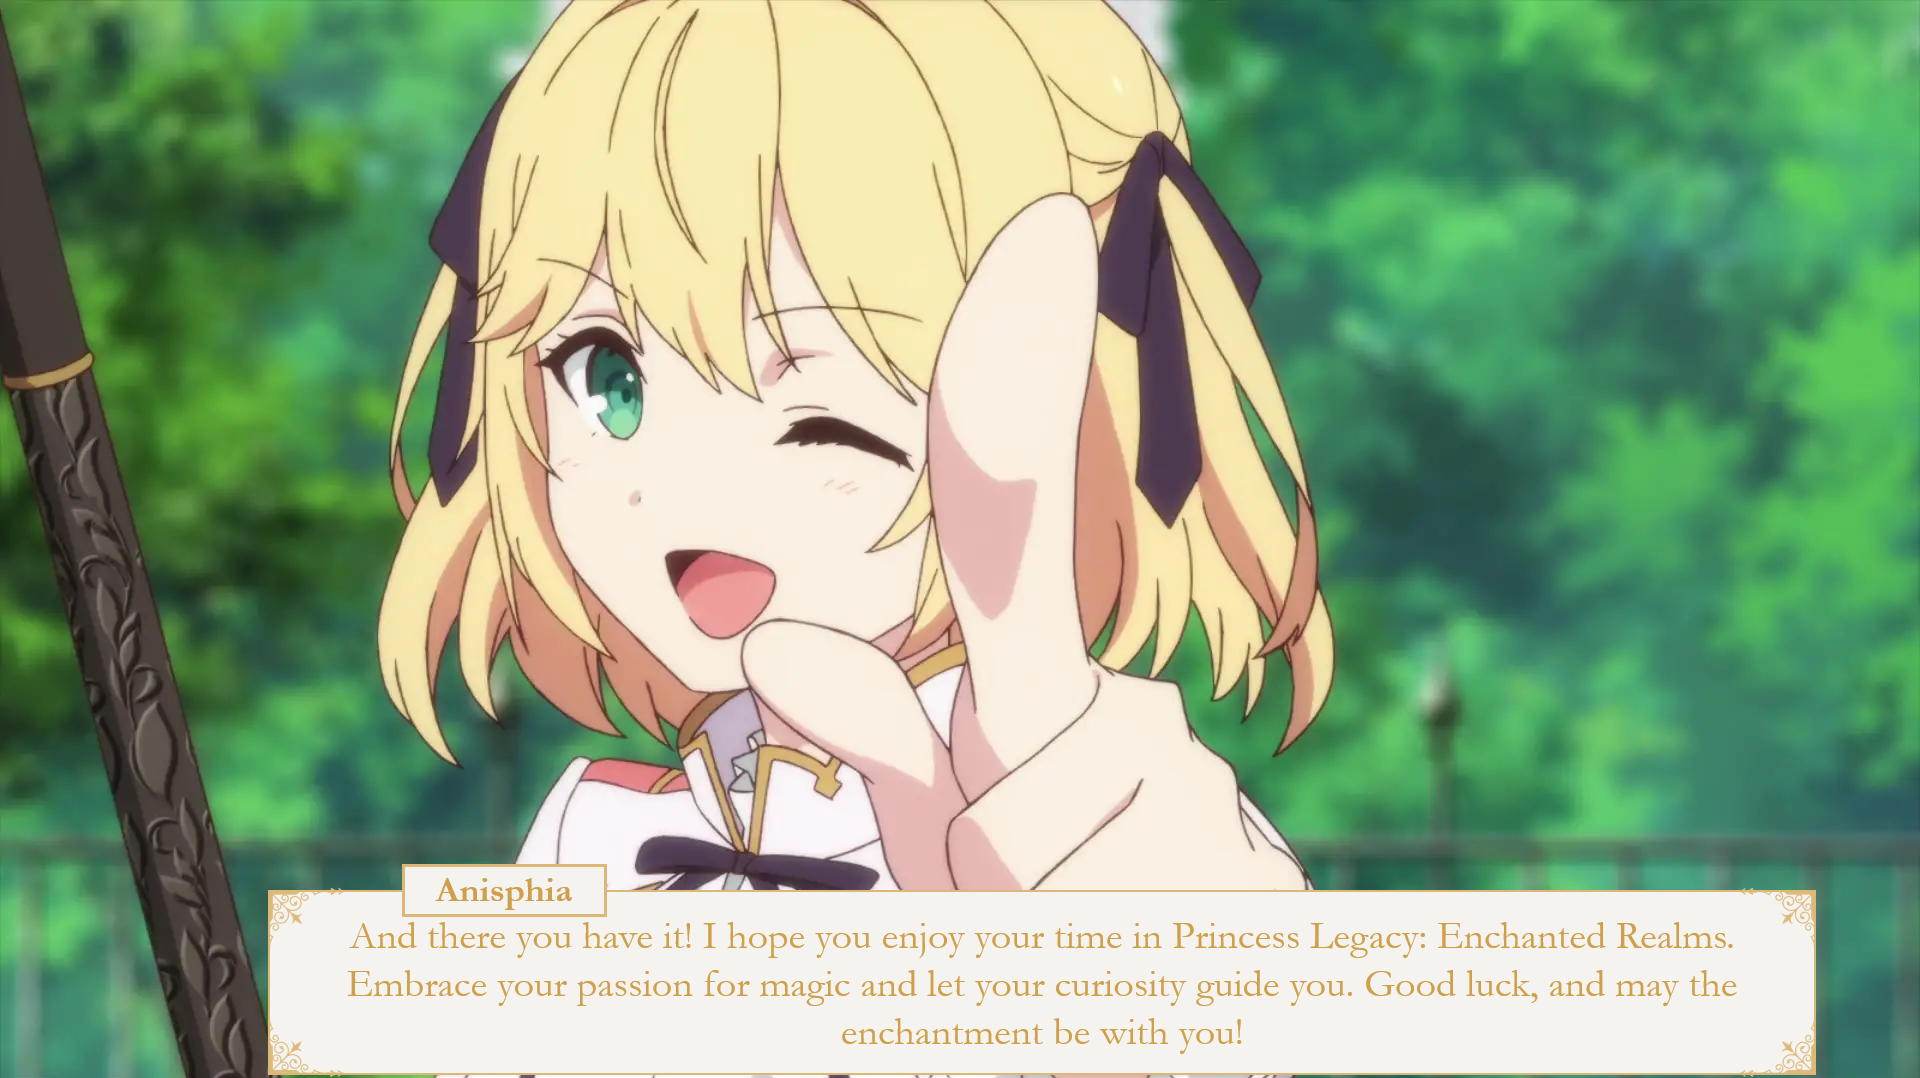 Anisphia
And there you have it! I hope you enjoy your time in Princess Legacy: Enchanted Realms.
Embrace your passion for magic and let your curiosity guide you. Good luck, and may the
enchantment be with you!